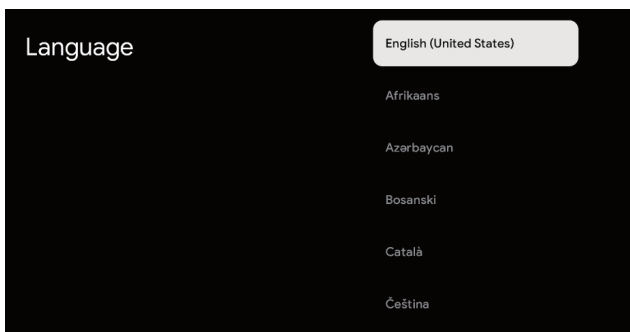 Language
English (United States)
Afrikaans
Azərbaycan
Bosanski
Català
Čeština